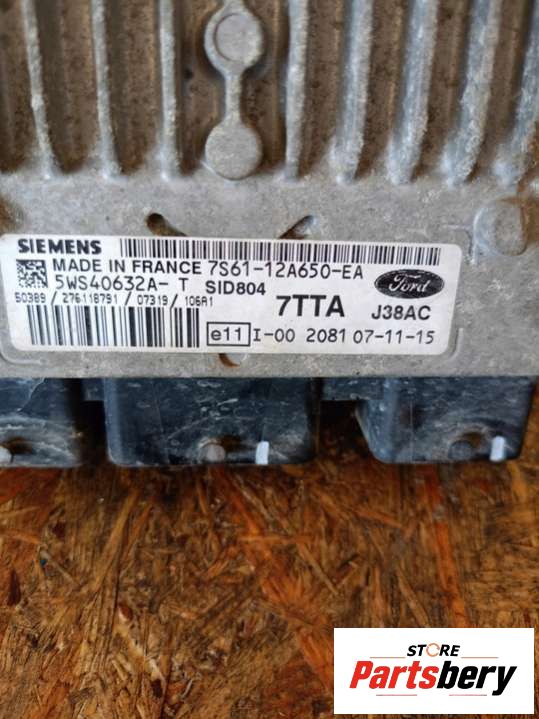 SIEMENS
MADE IN FRANCE 7S61-12A650-EA
5WS40632A- T SID804
50389 / 276118791 / 07319 / 106A1
7TTA
Ford
J38AC
e11 I-00 2081 07-11-15
STORE
Partsbery